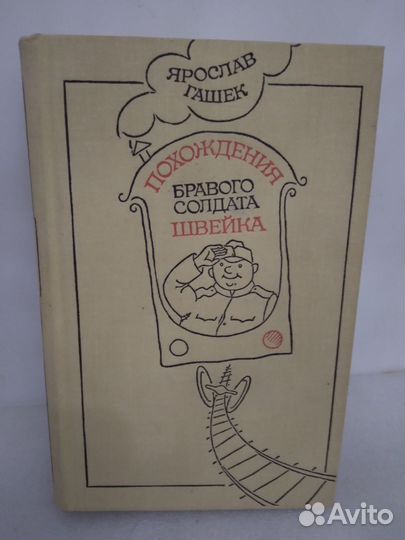 ЯРОСЛАВ
ГАШЕК
ПОХОЖДЕНИЯ
БРАВОГО
СОЛДАТА
ШВЕЙКА
Avito